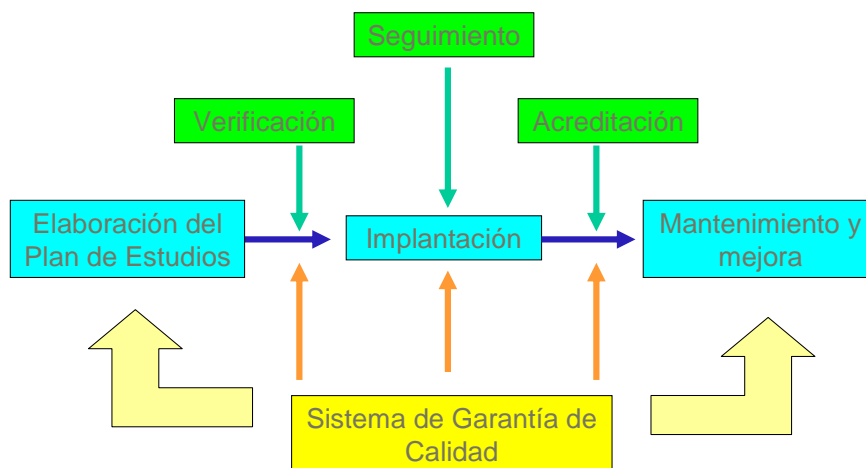 Seguimiento
Verificación
Acreditación
Elaboración del
Plan de Estudios
Implantación
Mantenimiento y
mejora
Sistema de Garantía de
Calidad